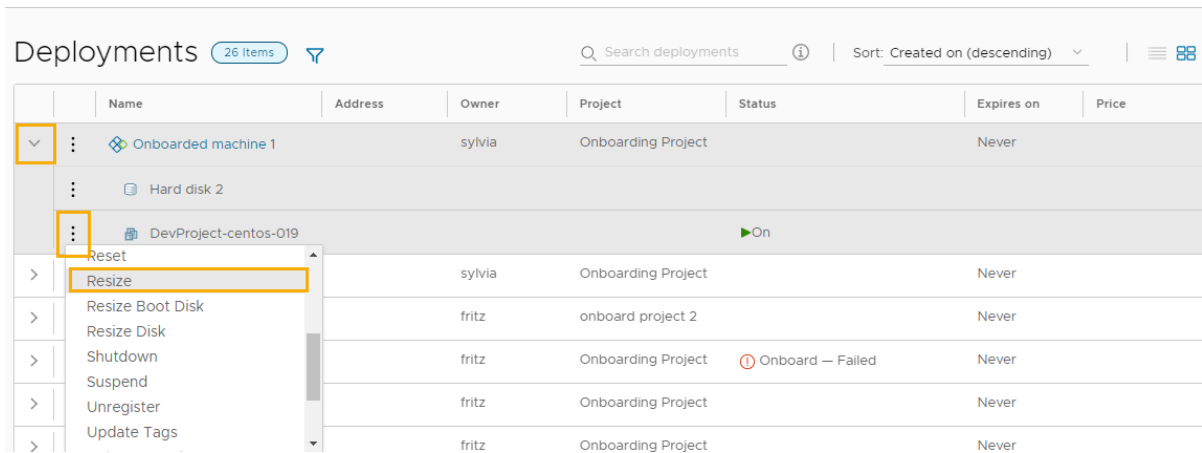 Deployments 26 Items Search deployments Sort: Created on (descending)
Name Address Owner Project Status Expires on Price
Onboarded machine 1 sylvia Onboarding Project Never
Hard disk 2
DevProject-centos-019 On
Reset
Resize sylvia Onboarding Project Never
Resize Boot Disk
fritz onboard project 2 Never
Resize Disk
Shutdown fritz Onboarding Project Onboard — Failed Never
Suspend
Unregister fritz Onboarding Project Never
Update Tags
fritz Onboarding Project Never